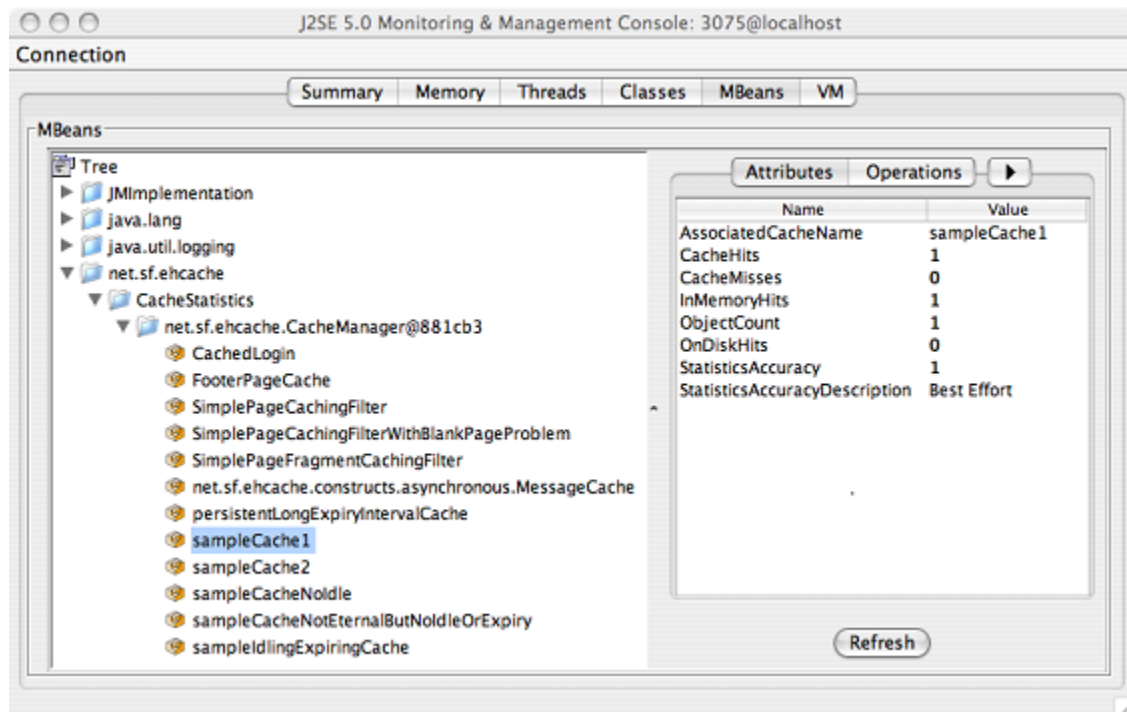 J2SE 5.0 Monitoring & Management Console: 3075@localhost
Connection
Summary Memory Threads Classes MBeans VM
MBeans
Tree
JMImplementation
java.lang
java.util.logging
net.sf.ehcache
CacheStatistics
net.sf.ehcache.CacheManager@881cb3
CachedLogin
FooterPageCache
SimplePageCachingFilter
SimplePageCachingFilterWithBlankPageProblem
SimplePageFragmentCachingFilter
net.sf.ehcache.constructs.asynchronous.MessageCache
persistentLongExpiryIntervalCache
sampleCache1
sampleCache2
sampleCacheNoIdle
sampleCacheNotEternalButNoIdleOrExpiry
sampleIdlingExpiringCache
Attributes Operations
Name Value
AssociatedCacheName sampleCache1
CacheHits 1
CacheMisses 0
InMemoryHits 1
ObjectCount 1
OnDiskHits 0
StatisticsAccuracy 1
StatisticsAccuracyDescription Best Effort
Refresh